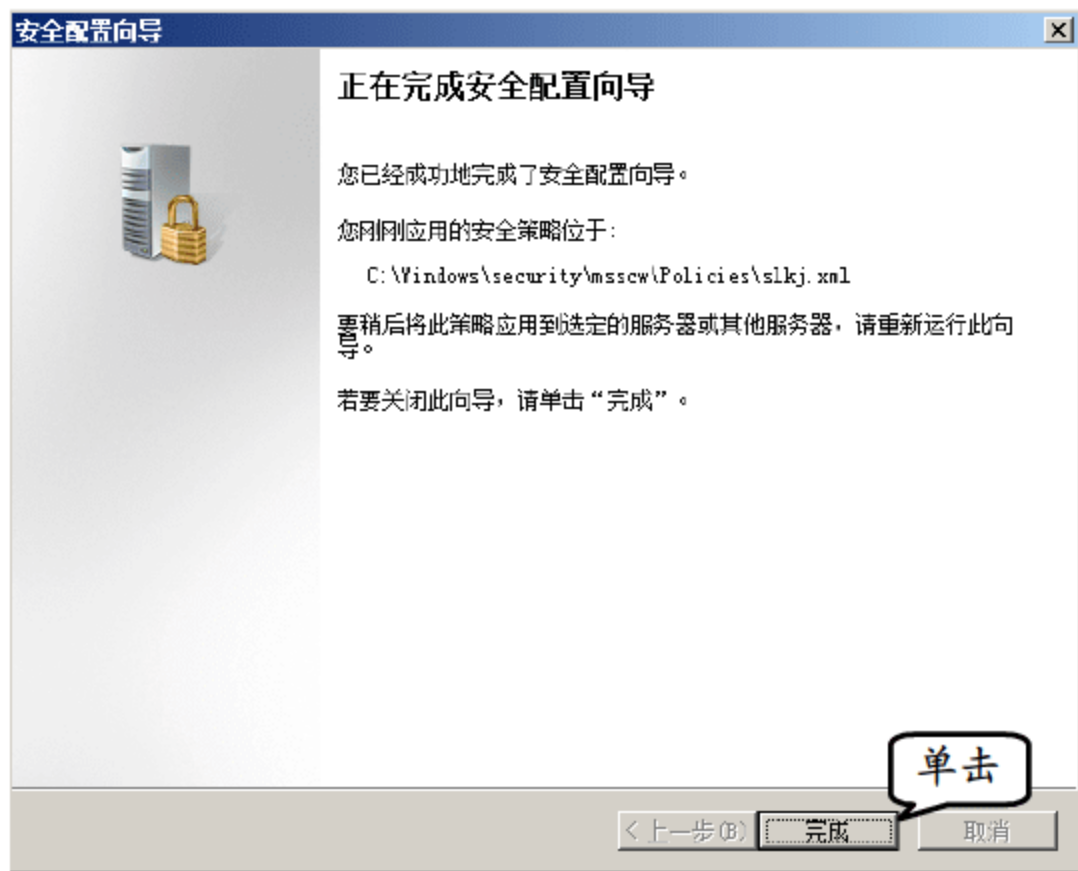 安全配置向导
正在完成安全配置向导
您已经成功地完成了安全配置向导。
您刚刚应用的安全策略位于:
C:\Windows\security\msscw\Policies\slkj.xml
要稍后将此策略应用到选定的服务器或其他服务器，请重新运行此向
导。
若要关闭此向导，请单击“完成”。
单击
< 上一步(B)
完成
取消